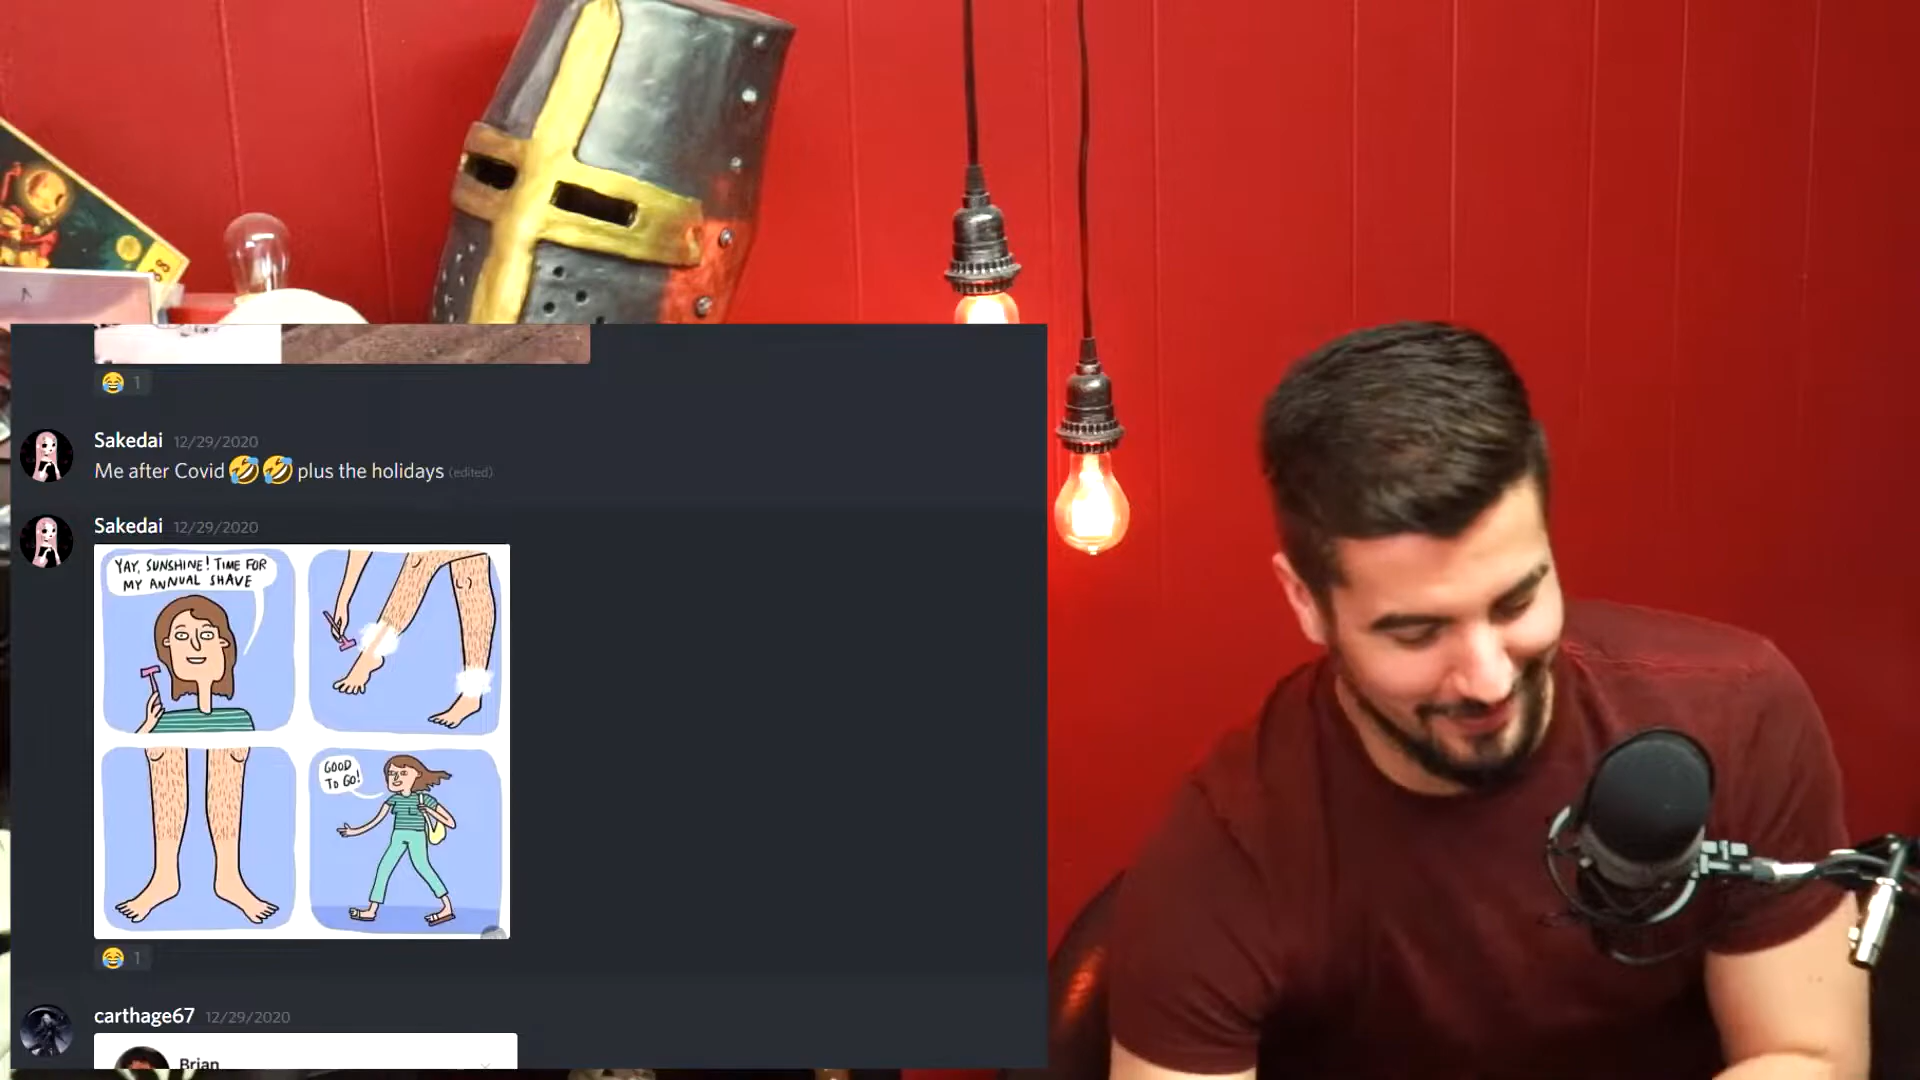 1
Sakedai 12/29/2020
Me after Covid 🤣🤣 plus the holidays (edited)
Sakedai 12/29/2020
YAY, SUNSHINE! TIME FOR
MY ANNUAL SHAVE
GOOD
TO GO!
1
carthage67 12/29/2020
Brian